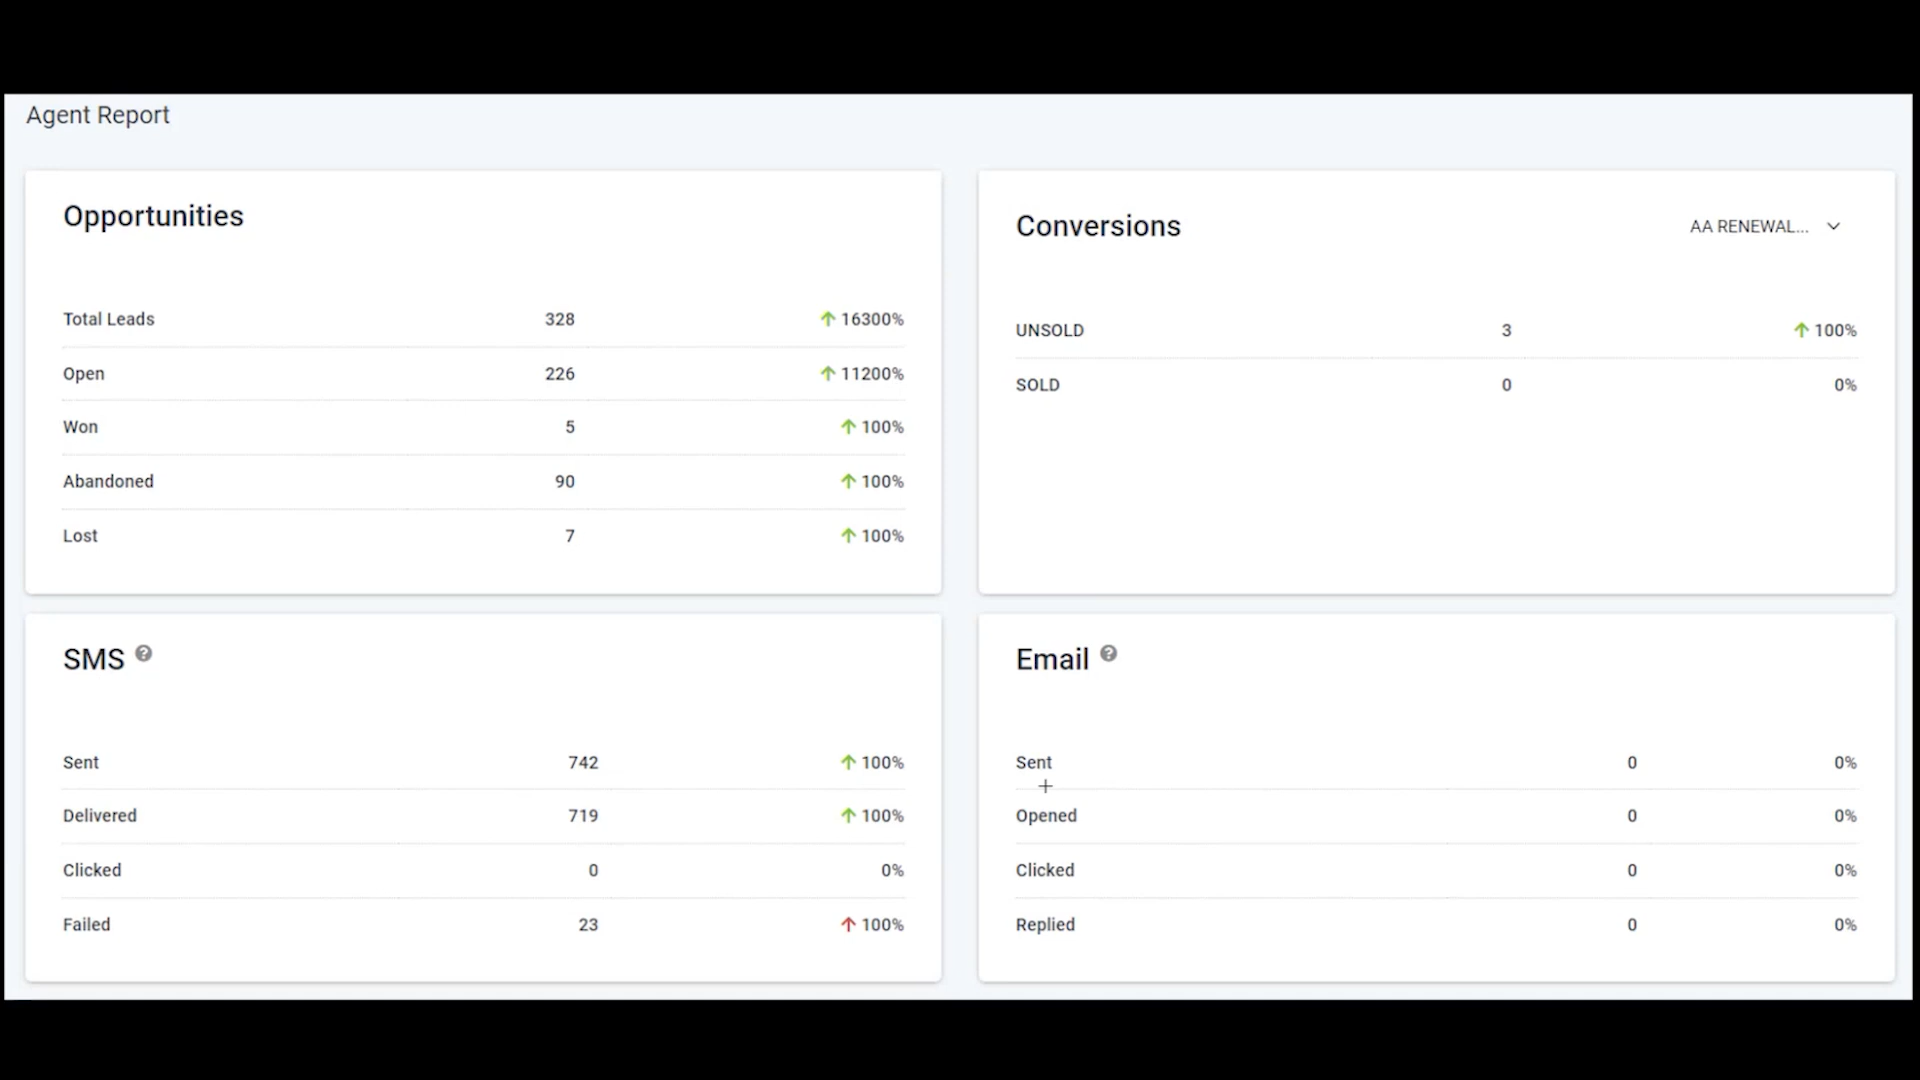 Agent Report
Opportunities
Total Leads 328 16300%
Open 226 11200%
Won 5 100%
Abandoned 90 100%
Lost 7 100%
Conversions AA RENEWAL...
UNSOLD 3 100%
SOLD 0 0%
SMS ?
Sent 742 100%
Delivered 719 100%
Clicked 0 0%
Failed 23 100%
Email ?
Sent 0 0%
Opened 0 0%
Clicked 0 0%
Replied 0 0%